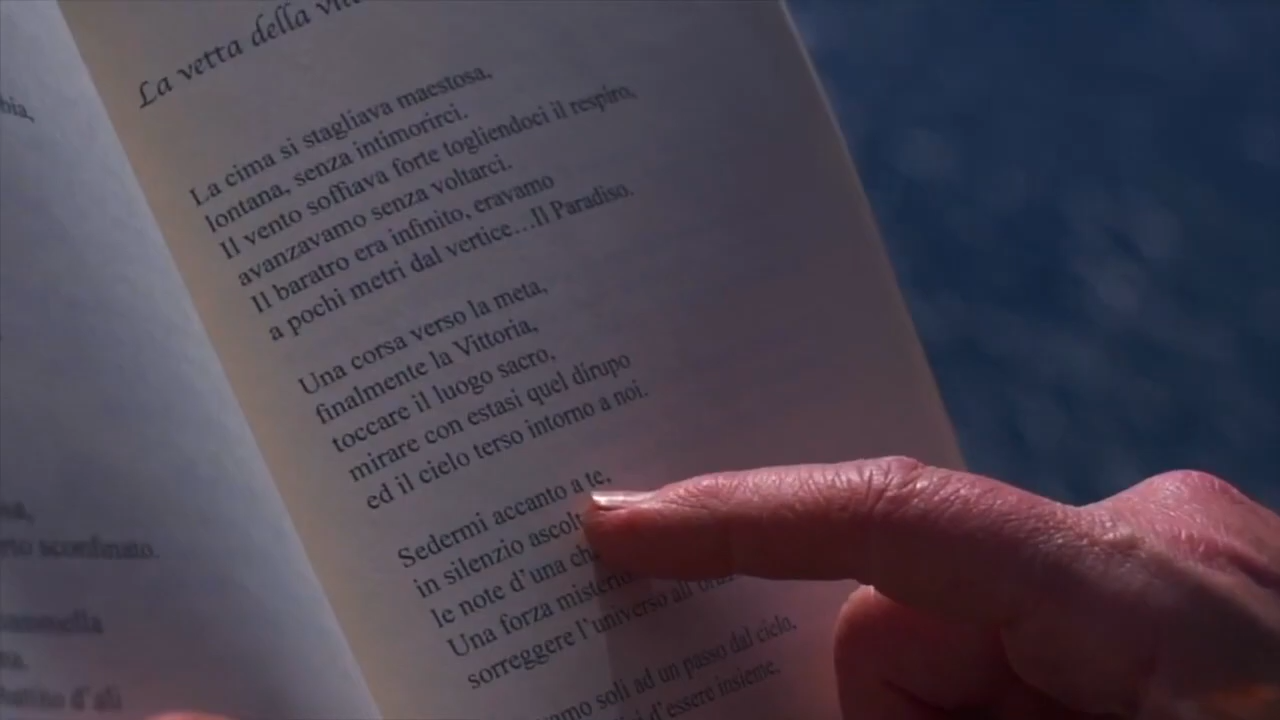 bia,
sconfinato.
d'ali
La vetta della
La cima si stagliava maestosa,
lontana, senza intimorirci.
Il vento soffiava forte togliendoci il respiro,
avanzavamo senza voltarci.
Il baratro era infinito, eravamo
a pochi metri dal vertice...Il Paradiso.
Una corsa verso la meta,
finalmente la Vittoria,
toccare il luogo sacro,
mirare con estasi quel dirupo
ed il cielo terso intorno a noi.
Sedermi accanto a te,
in silenzio
le note d'una
Una forza
sorreggere l'universo
soli ad un passo dal cielo,
d'essere insieme.